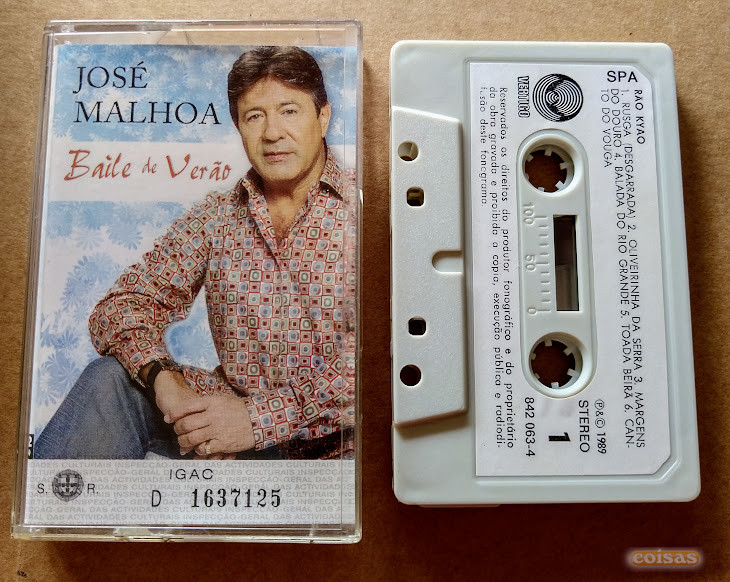 JOSÉ
MALHOA
Baile de Verão
IGAC
S. R.
D 1637125
SPA
RÃO KYAO
1. RUSGA (DESGARRADA) 2. OLIVEIRINHA DA SERRA 3. MARGENS
DO DOURO 4. BALADA DO RIO GRANDE 5. TOADA BEIRÃ 6. CAN-
TO DO VOUGA
VERTIGO
100 50 0
℗&© 1989
STEREO
1
842 063-4
Reservados os direitos do produtor fonográfico e do proprietário
da obra gravada e proibida a copia, execução pública e radiodi-
fusão deste fonograma
coisas